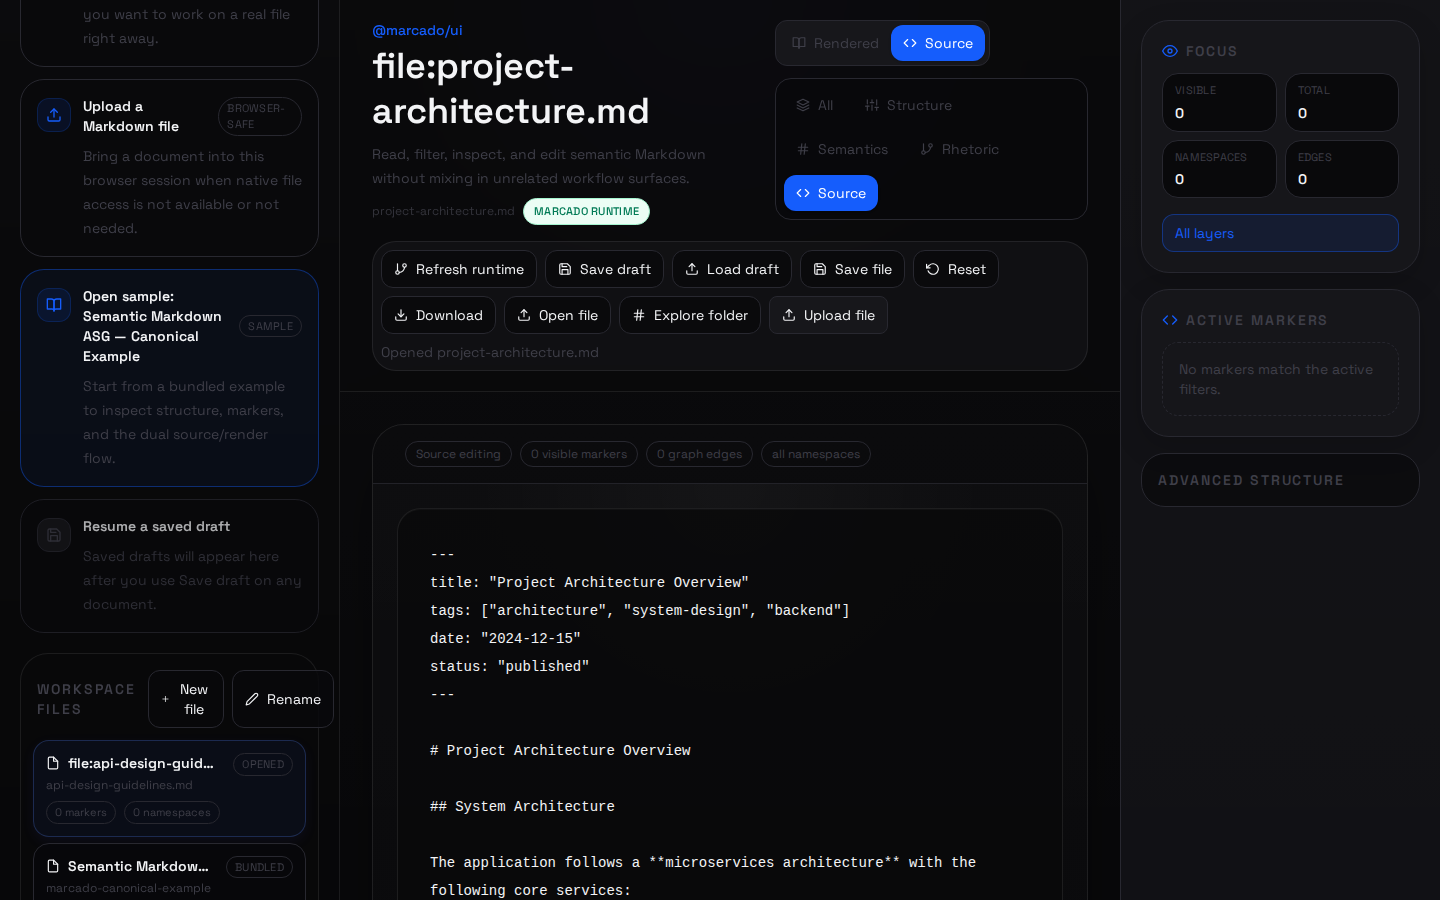 you want to work on a real file
right away.
Upload a
Markdown file
BROWSER-
SAFE
Bring a document into this
browser session when native file
access is not available or not
needed.
Open sample:
Semantic Markdown
ASG — Canonical
Example
SAMPLE
Start from a bundled example
to inspect structure, markers,
and the dual source/render
flow.
Resume a saved draft
Saved drafts will appear here
after you use Save draft on any
document.
WORKSPACE
FILES
New
file
Rename
file:api-design-guid...
OPENED
api-design-guidelines.md
0 markers
0 namespaces
Semantic Markdow...
BUNDLED
marcado-canonical-example
@marcado/ui
file:project-
architecture.md
Read, filter, inspect, and edit semantic Markdown
without mixing in unrelated workflow surfaces.
project-architecture.md
MARCADO RUNTIME
Rendered
Source
All
Structure
Semantics
Rhetoric
Source
Refresh runtime
Save draft
Load draft
Save file
Reset
Download
Open file
Explore folder
Upload file
Opened project-architecture.md
Source editing
0 visible markers
0 graph edges
all namespaces
---
title: "Project Architecture Overview"
tags: ["architecture", "system-design", "backend"]
date: "2024-12-15"
status: "published"
---
# Project Architecture Overview
## System Architecture
The application follows a **microservices architecture** with the
following core services:
FOCUS
VISIBLE
0
TOTAL
0
NAMESPACES
0
EDGES
0
All layers
ACTIVE MARKERS
No markers match the active
filters.
ADVANCED STRUCTURE